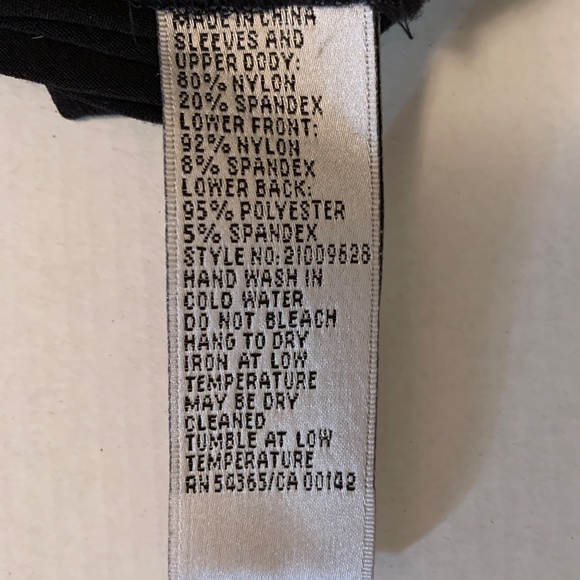 MADE IN CHINA
SLEEVES AND
UPPER BODY:
80% NYLON
20% SPANDEX
LOWER FRONT:
92% NYLON
8% SPANDEX
LOWER BACK:
95% POLYESTER
5% SPANDEX
STYLE NO: 21009628
HAND WASH IN
COLD WATER
DO NOT BLEACH
HANG TO DRY
IRON AT LOW
TEMPERATURE
MAY BE DRY
CLEANED
TUMBLE AT LOW
TEMPERATURE
RN 54365/CA 00142